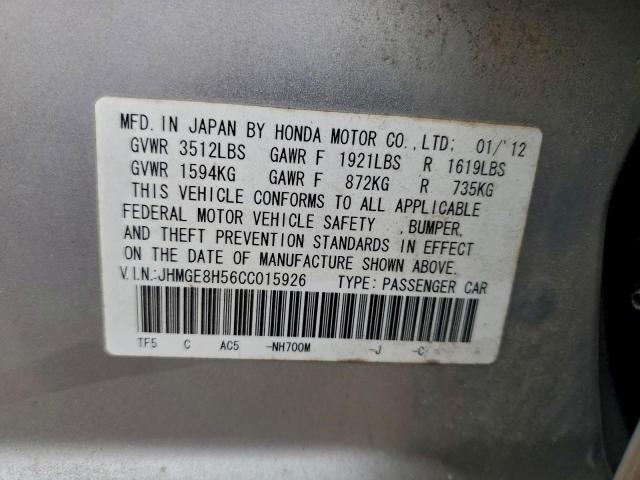 MFD. IN JAPAN BY HONDA MOTOR CO.,LTD: 01/'12
GVWR 3512LBS GAWR F 1921LBS R 1619LBS
GVWR 1594KG GAWR F 872KG R 735KG
THIS VEHICLE CONFORMS TO ALL APPLICABLE
FEDERAL MOTOR VEHICLE SAFETY ,BUMPER,
AND THEFT PREVENTION STANDARDS IN EFFECT
ON THE DATE OF MANUFACTURE SHOWN ABOVE.
V.I.N.:JHMGE8H56CC015926 TYPE: PASSENGER CAR
TF5 C AC5 -NH700M -J -C